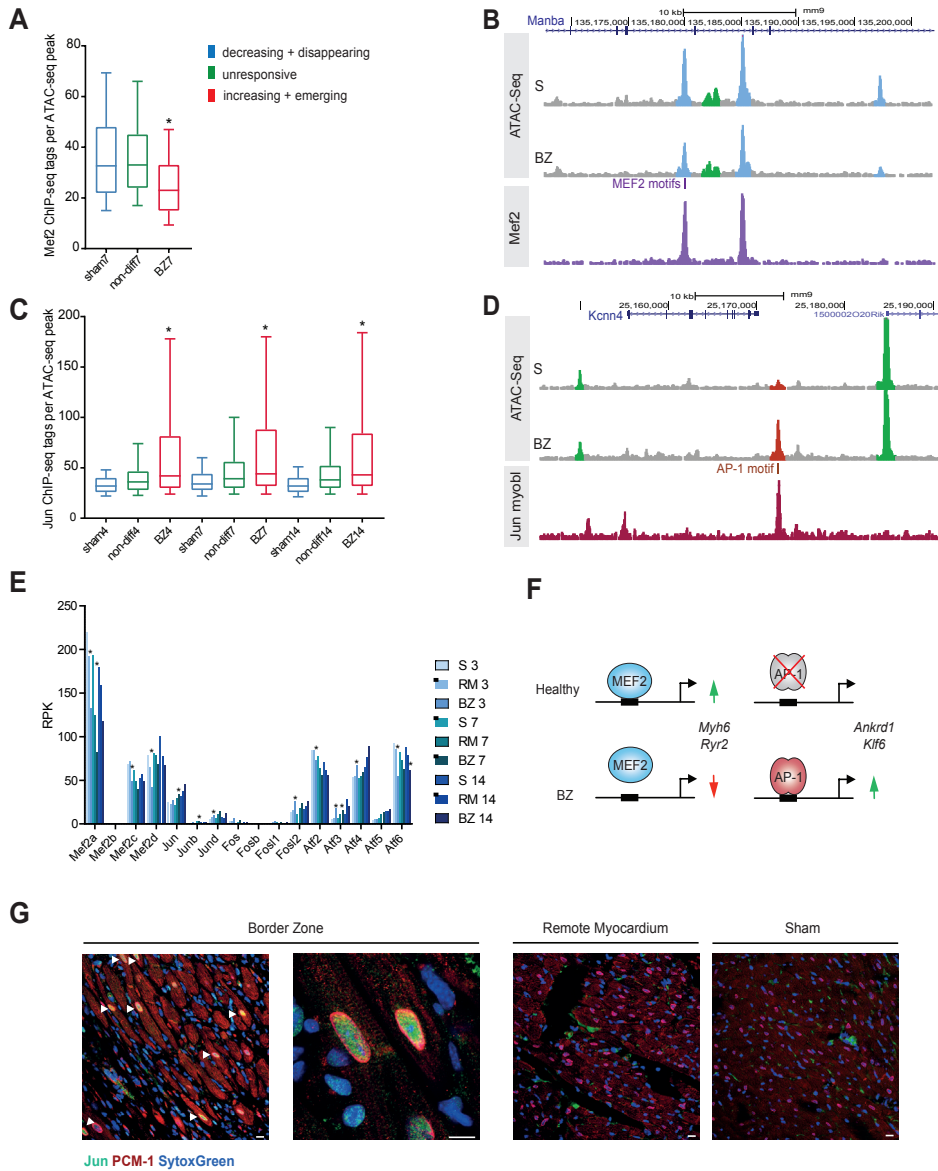 A
Mef2 ChIP-seq tags per ATAC-seq peak
80
60
40
20
0
sham7
non-diff7
BZ7
*
decreasing + disappearing
unresponsive
increasing + emerging
B
10 kb
mm9
Manba
135,175,000
135,180,000
135,185,000
135,190,000
135,195,000
135,200,000
ATAC-Seq
S
BZ
MEF2 motifs
Mef2
C
Jun ChIP-seq tags per ATAC-seq peak
200
150
100
50
0
* * *
sham4
non-diff4
BZ4
sham7
non-diff7
BZ7
sham14
non-diff14
BZ14
D
10 kb
mm9
25,160,000
25,170,000
25,180,000
25,190,000
Kcnn4
1500002O20Rik
ATAC-Seq
S
BZ
AP-1 motif
Jun myobl
E
RPK
250
200
150
100
50
0
Mef2a
Mef2b
Mef2c
Mef2d
Jun
Junb
Jund
Fos
Fosb
Fosl1
Fosl2
Atf2
Atf3
Atf4
Atf5
Atf6
S 3
RM 3
BZ 3
S 7
RM 7
BZ 7
S 14
RM 14
BZ 14
F
Healthy
MEF2
AP-1
Myh6
Ryr2
Ankrd1
Klf6
BZ
MEF2
AP-1
G
Border Zone
Remote Myocardium
Sham
Jun PCM-1 SytoxGreen